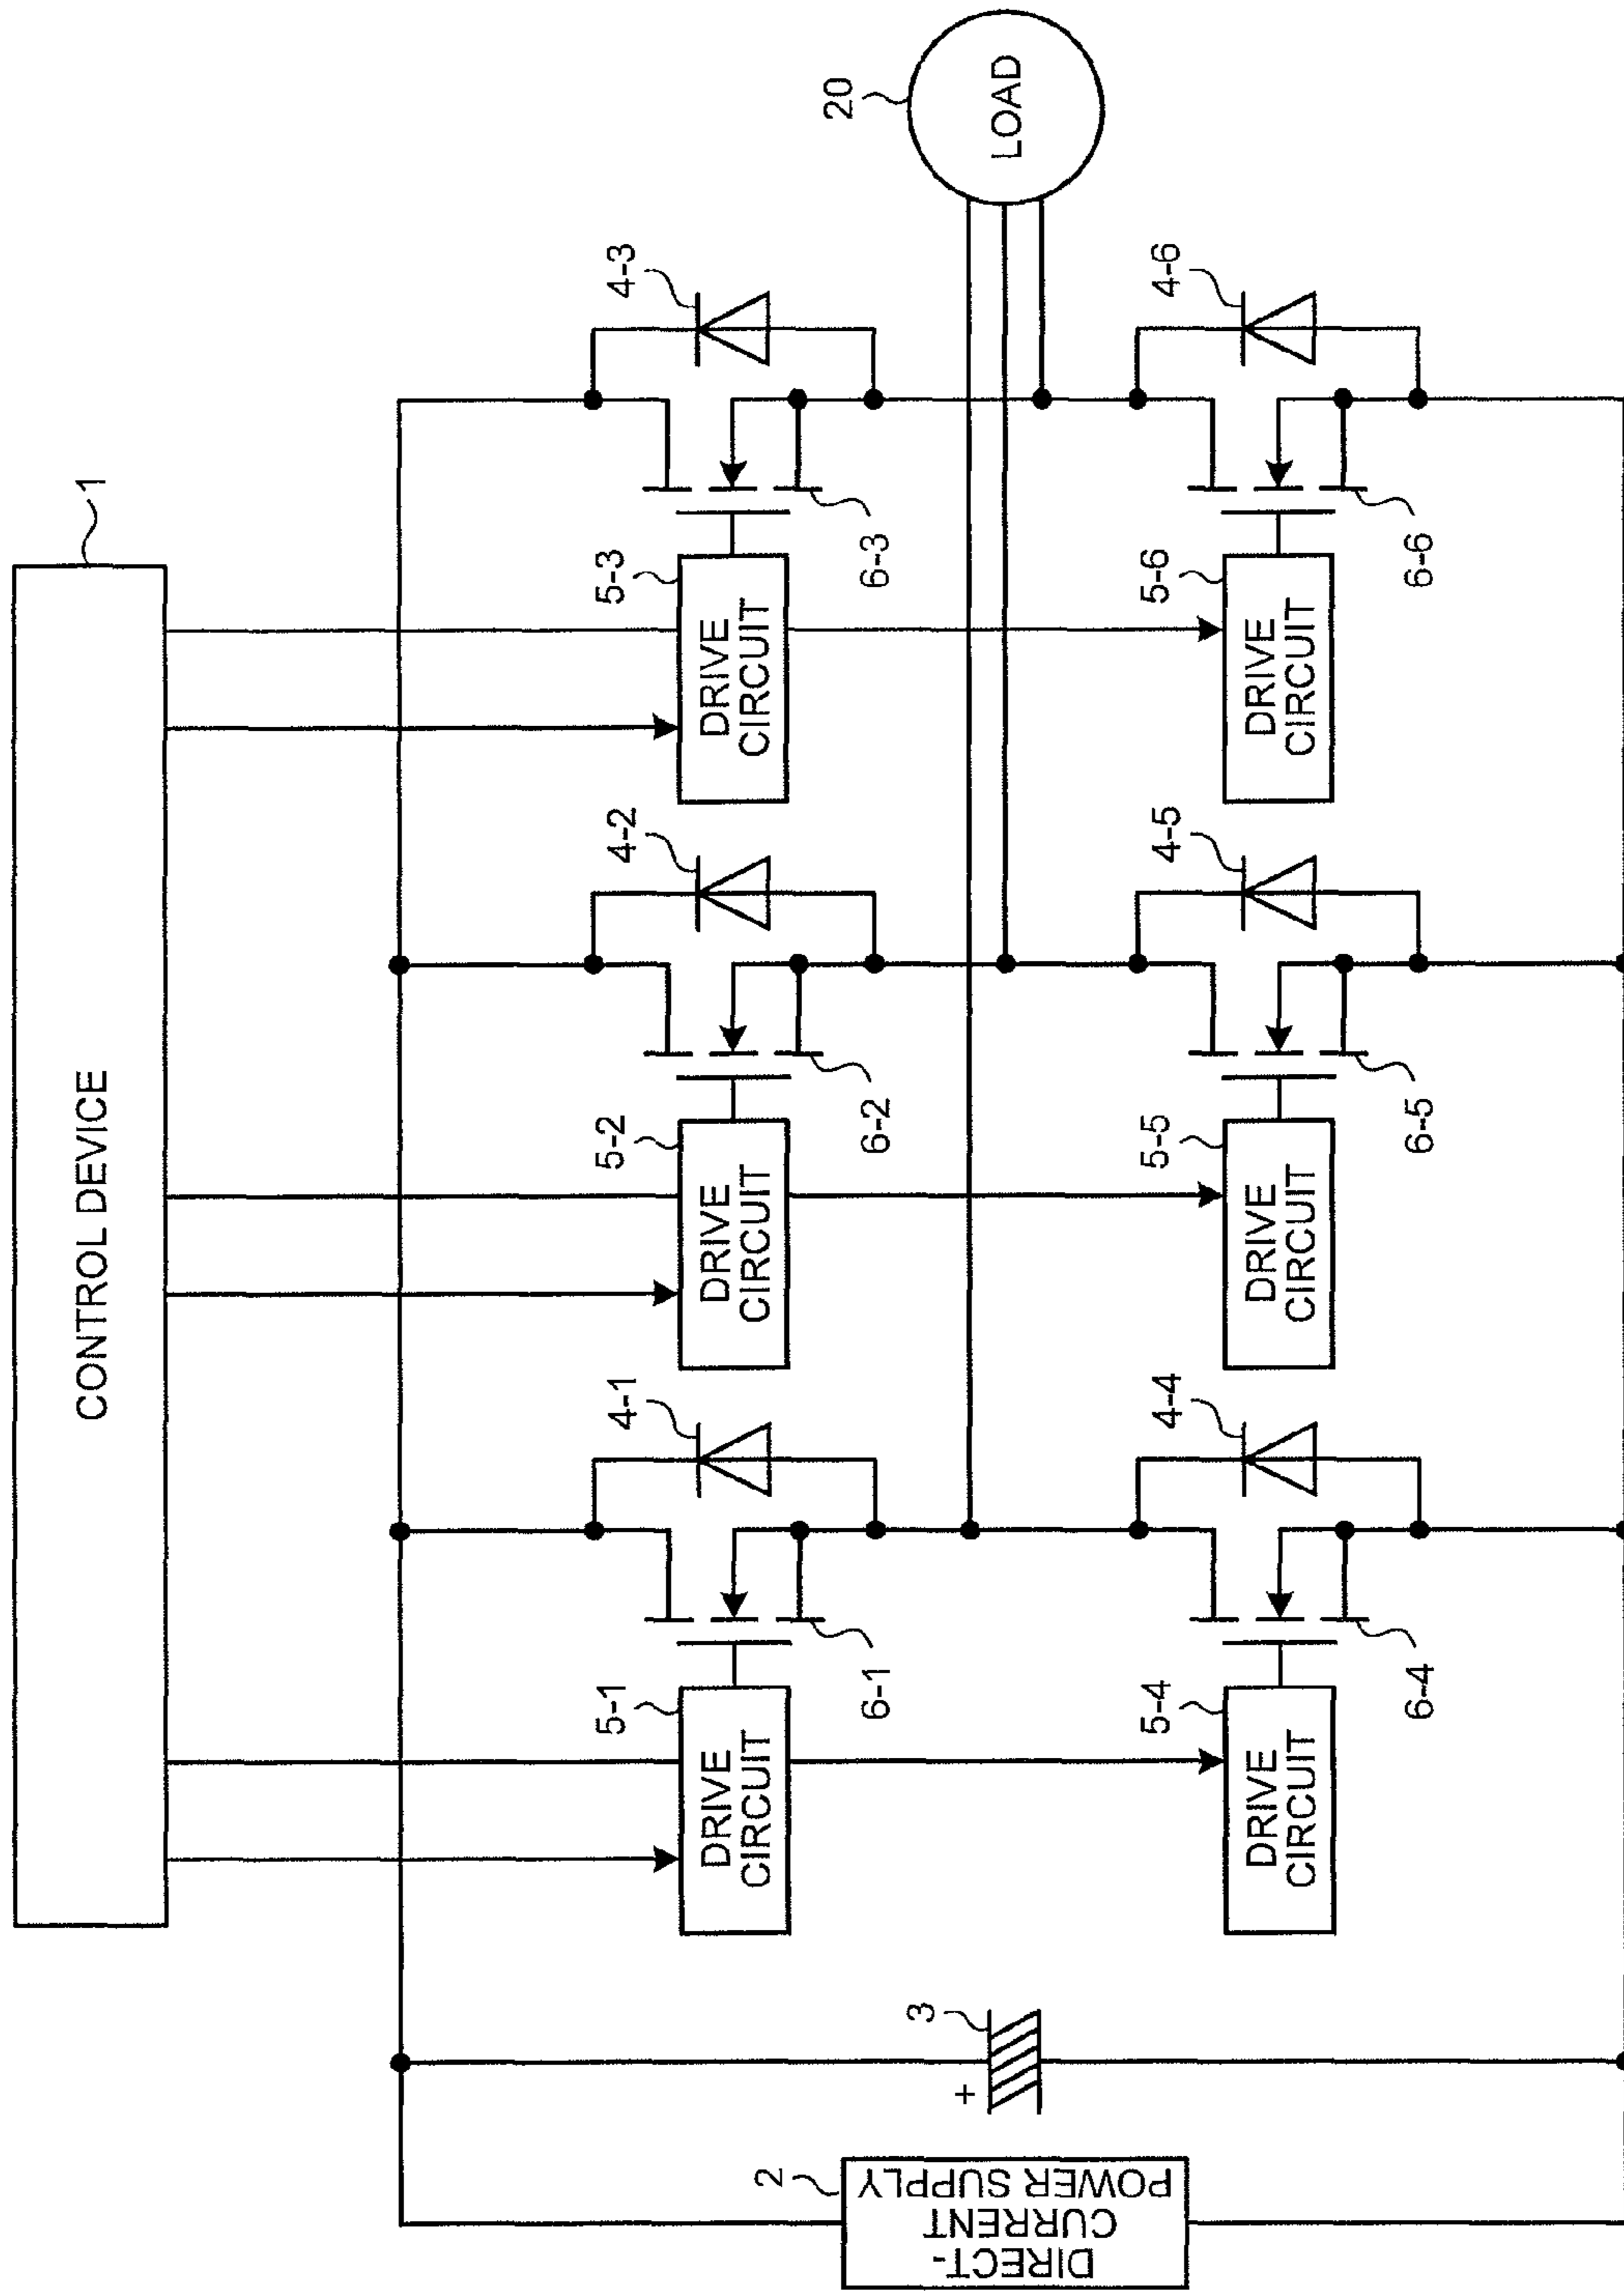 CONTROL DEVICE
1
20
LOAD
4-1
4-2
4-3
5-1
DRIVE
CIRCUIT
5-2
DRIVE
CIRCUIT
5-3
DRIVE
CIRCUIT
6-1
6-2
6-3
3
+
2
DIRECT-
CURRENT
POWER SUPPLY
4-4
4-5
4-6
5-4
DRIVE
CIRCUIT
5-5
DRIVE
CIRCUIT
5-6
DRIVE
CIRCUIT
6-4
6-5
6-6